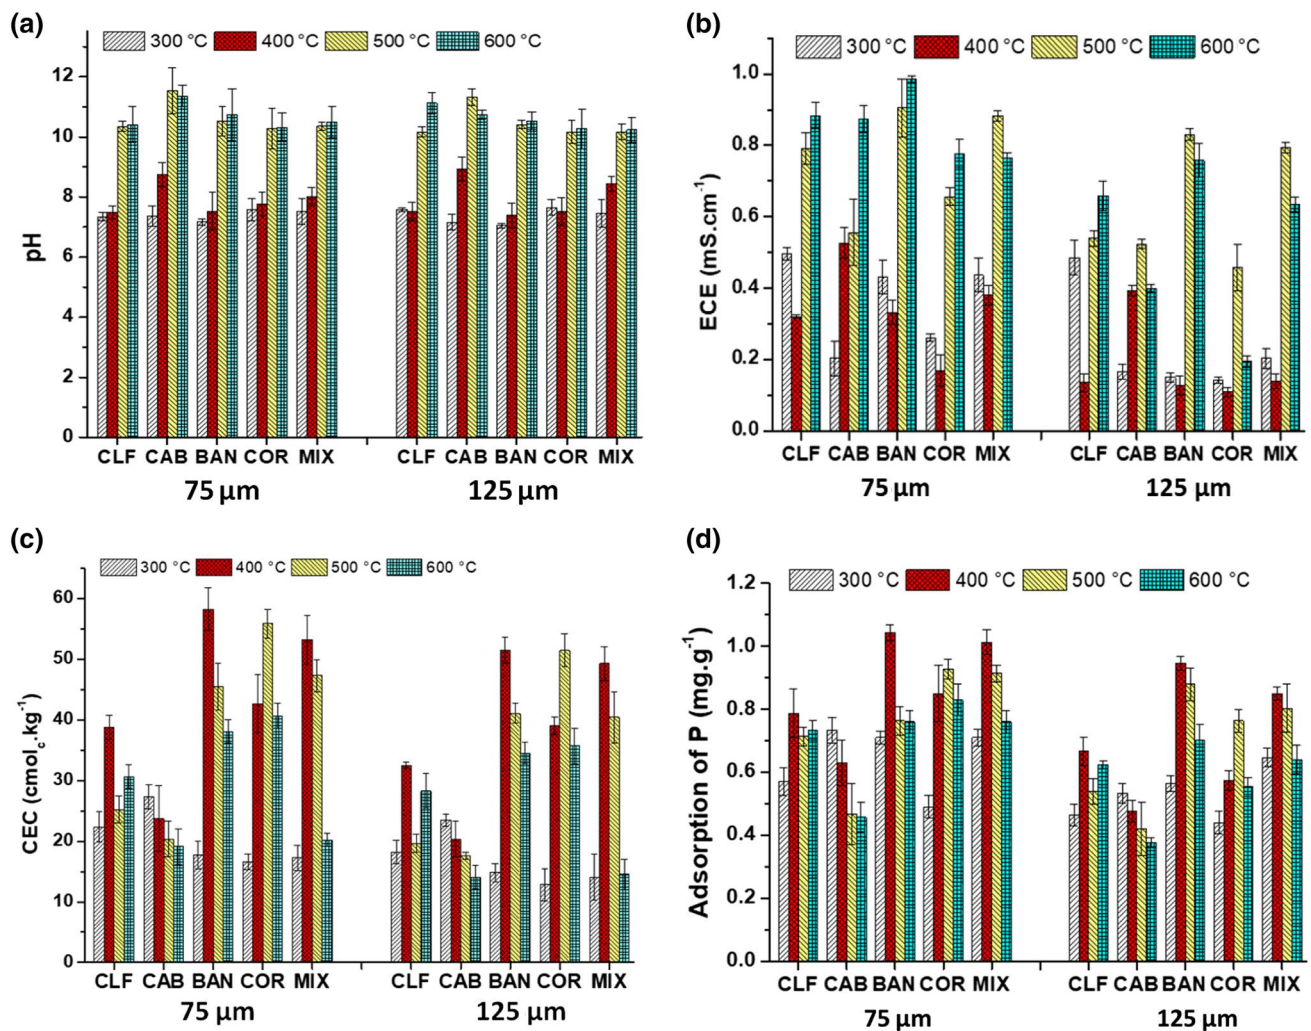 (a)
300 °C 400 °C 500 °C 600 °C
pH
12
10
8
6
4
2
0
CLF CAB BAN COR MIX CLF CAB BAN COR MIX
75 µm 125 µm
(b)
300 °C 400 °C 500 °C 600 °C
ECE (mS.cm⁻¹)
1.0
0.8
0.6
0.4
0.2
0.0
CLF CAB BAN COR MIX CLF CAB BAN COR MIX
75 µm 125 µm
(c)
300 °C 400 °C 500 °C 600 °C
CEC (cmol꜀.kg⁻¹)
60
50
40
30
20
10
0
CLF CAB BAN COR MIX CLF CAB BAN COR MIX
75 µm 125 µm
(d)
300 °C 400 °C 500 °C 600 °C
Adsorption of P (mg.g⁻¹)
1.2
1.0
0.8
0.6
0.4
0.2
0.0
CLF CAB BAN COR MIX CLF CAB BAN COR MIX
75 µm 125 µm